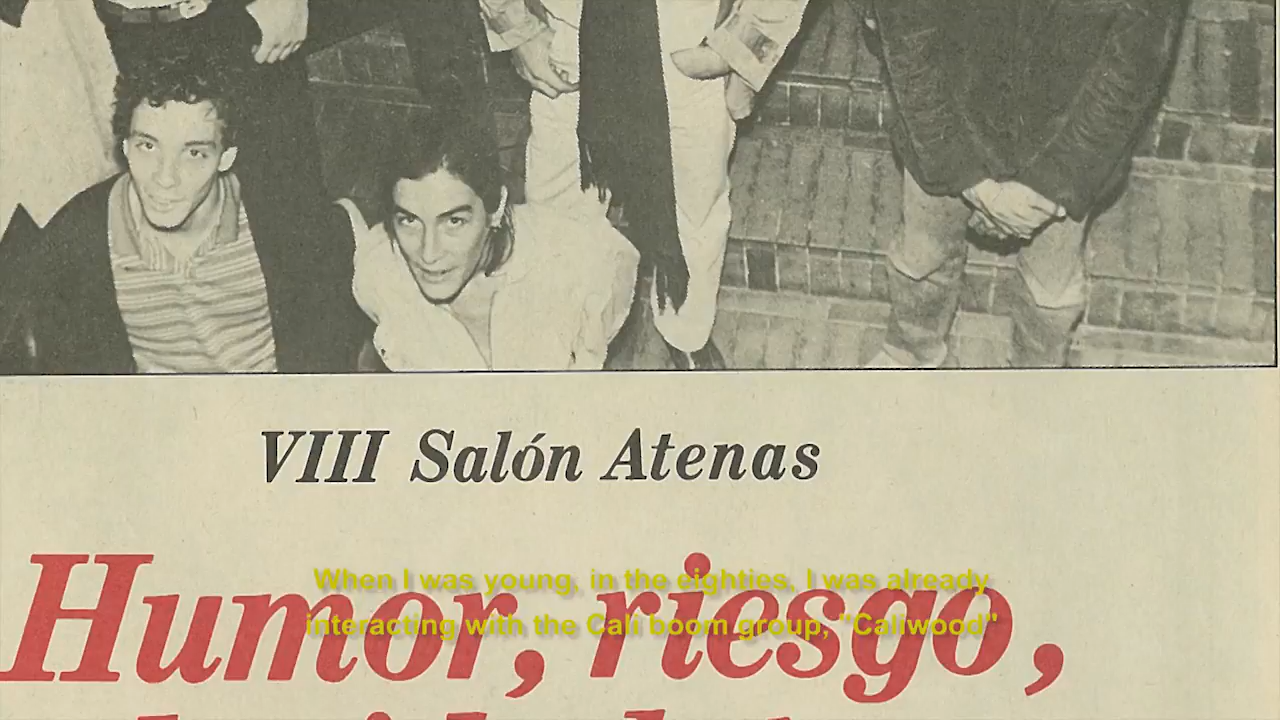 VIII Salón Atenas
Humor, riesgo,
When I was young, in the eighties, I was already
interacting with the Cali boom group, "Caliwood"